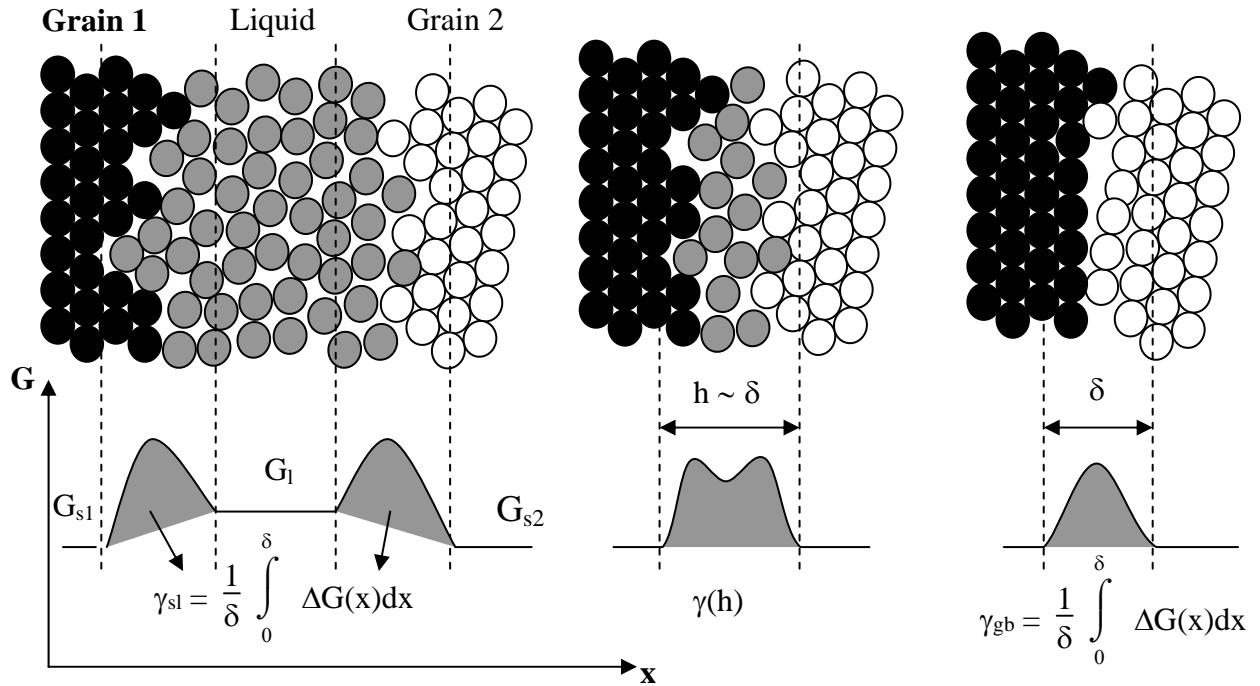 Grain 1 Liquid Grain 2
G
h ~ δ
δ
G_s1 G_l G_s2
γ_sl = 1/δ ∫_0^δ ΔG(x)dx
γ(h)
γ_gb = 1/δ ∫_0^δ ΔG(x)dx
x